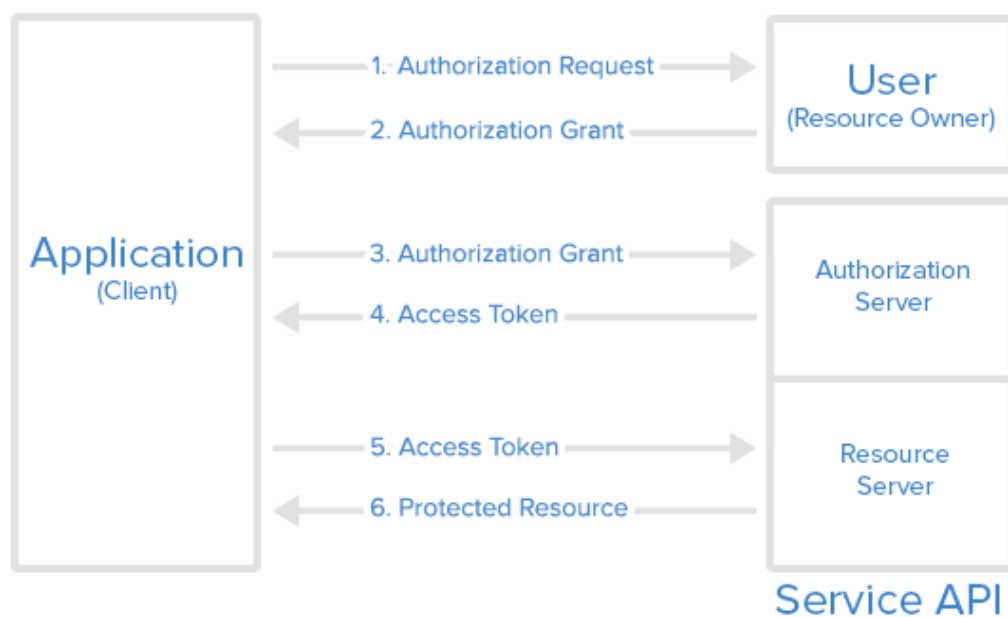 1. Authorization Request
User
(Resource Owner)
2. Authorization Grant
Application
(Client)
3. Authorization Grant
Authorization
Server
4. Access Token
5. Access Token
Resource
Server
6. Protected Resource
Service API